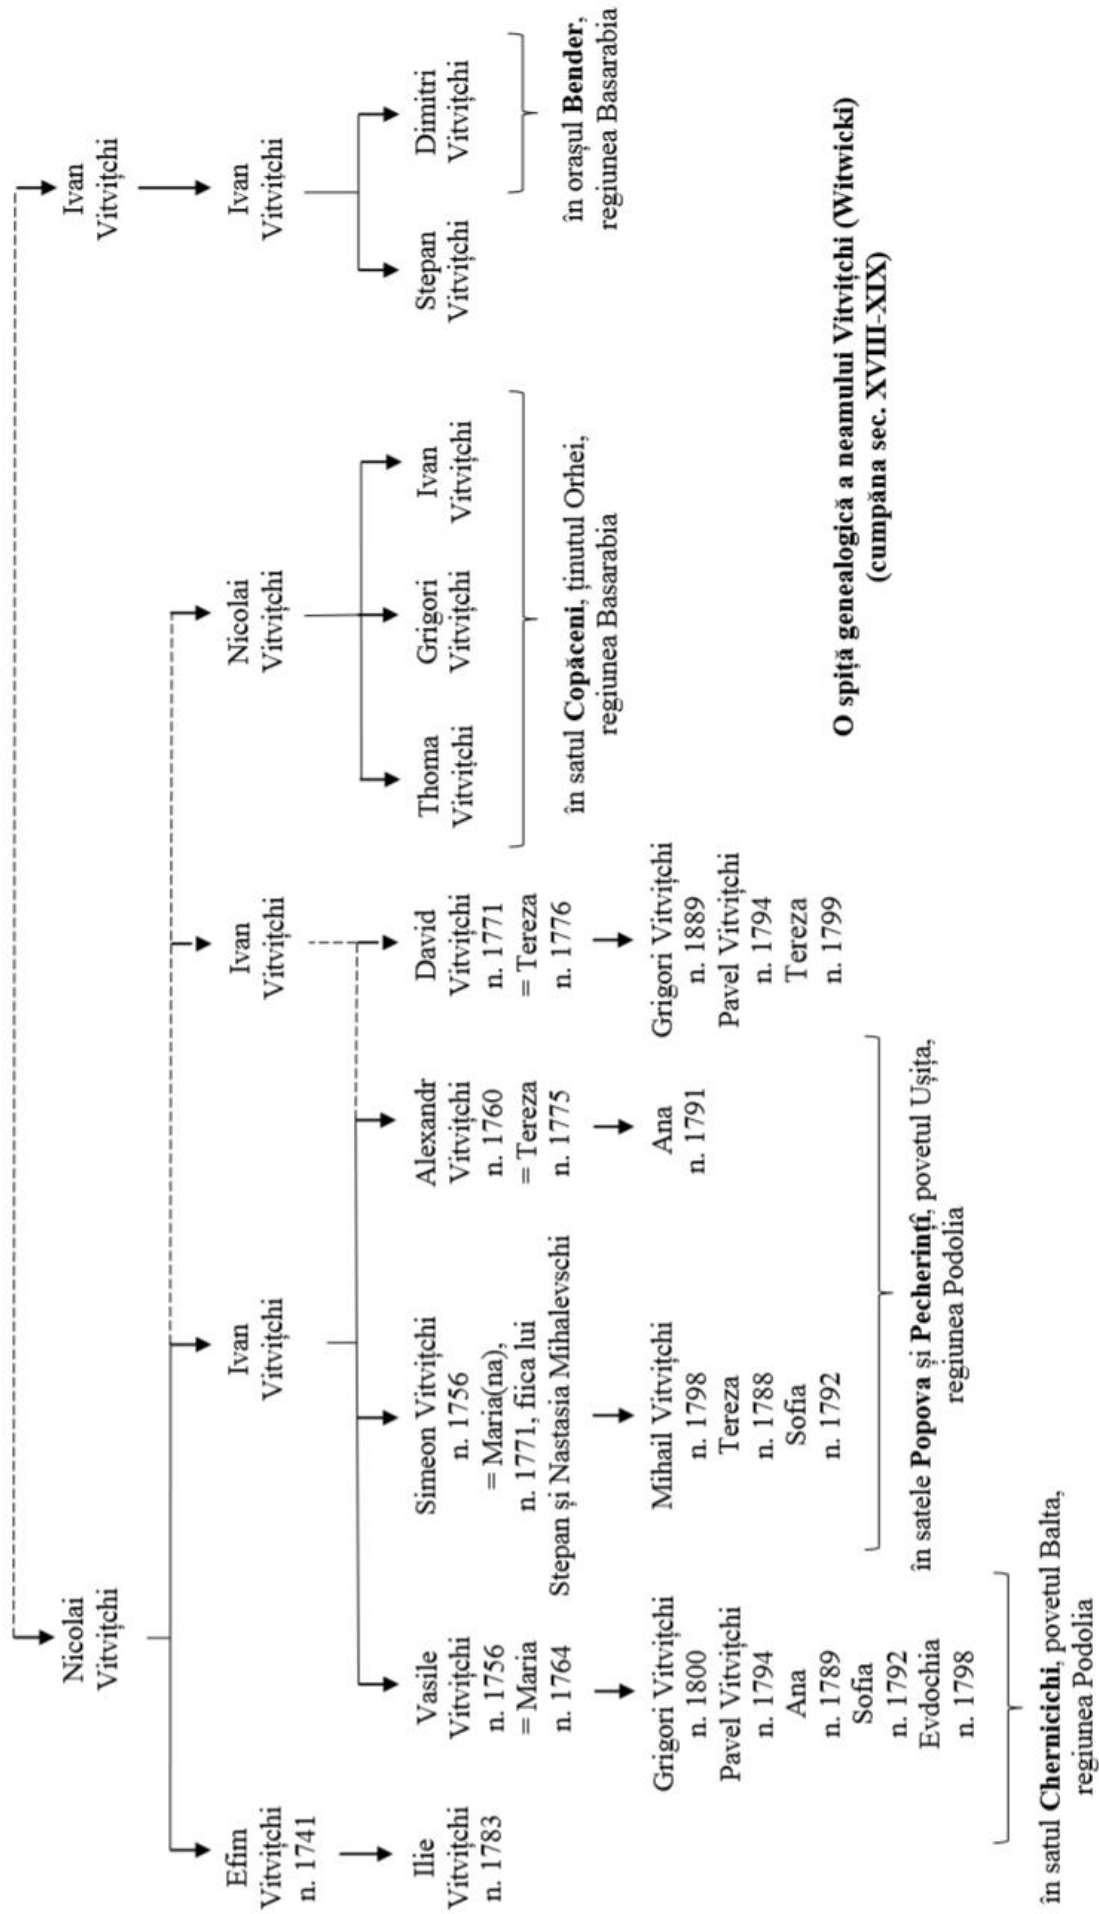 Nicolai
Vitvițchi
Ivan
Vitvițchi
Efim
Vitvițchi
n. 1741
Ivan
Vitvițchi
Ivan
Vitvițchi
Nicolai
Vitvițchi
Ivan
Vitvițchi
Ilie
Vitvițchi
n. 1783
Vasile
Vitvițchi
n. 1756
= Maria
n. 1764
Simeon Vitvițchi
n. 1756
= Maria(na),
n. 1771, fiica lui
Stepan și Nastasia Mihalevschi
Alexandr
Vitvițchi
n. 1760
= Tereza
n. 1775
David
Vitvițchi
n. 1771
= Tereza
n. 1776
Thoma
Vitvițchi
Grigori
Vitvițchi
Ivan
Vitvițchi
Stepan
Vitvițchi
Dimitri
Vitvițchi
Grigori Vitvițchi
n. 1800
Pavel Vitvițchi
n. 1794
Ana
n. 1789
Sofia
n. 1792
Evdochia
n. 1798
Mihail Vitvițchi
n. 1798
Tereza
n. 1788
Sofia
n. 1792
Ana
n. 1791
Grigori Vitvițchi
n. 1889
Pavel Vitvițchi
n. 1794
Tereza
n. 1799
în satul Copăceni, ținutul Orhei,
regiunea Basarabia
în orașul Bender,
regiunea Basarabia
în satul Chernicichi, povetul Balta,
regiunea Podolia
în satele Popova și Pecherințî, povetul Ușița,
regiunea Podolia
O spiță genealogică a neamului Vitvițchi (Witwicki)
(cumpăna sec. XVIII-XIX)